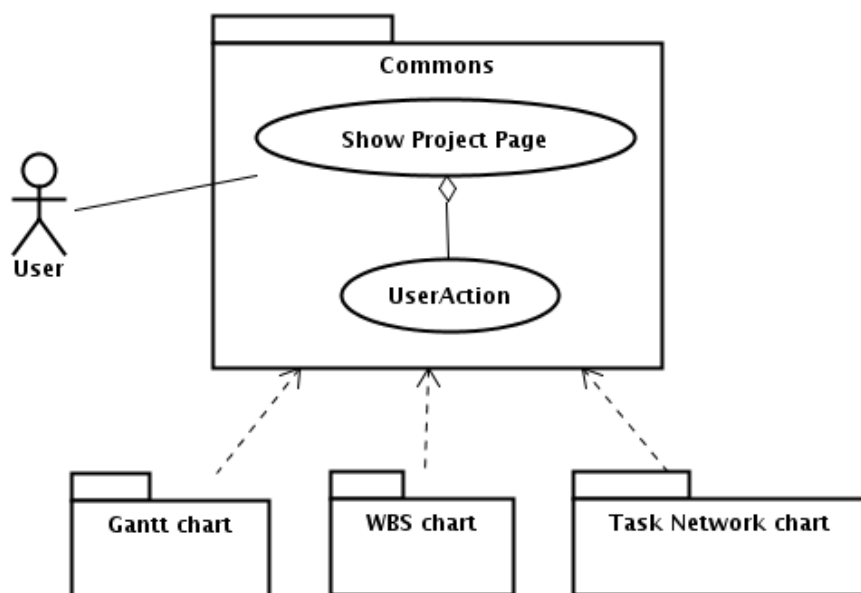 Commons
Show Project Page
User
UserAction
Gantt chart
WBS chart
Task Network chart